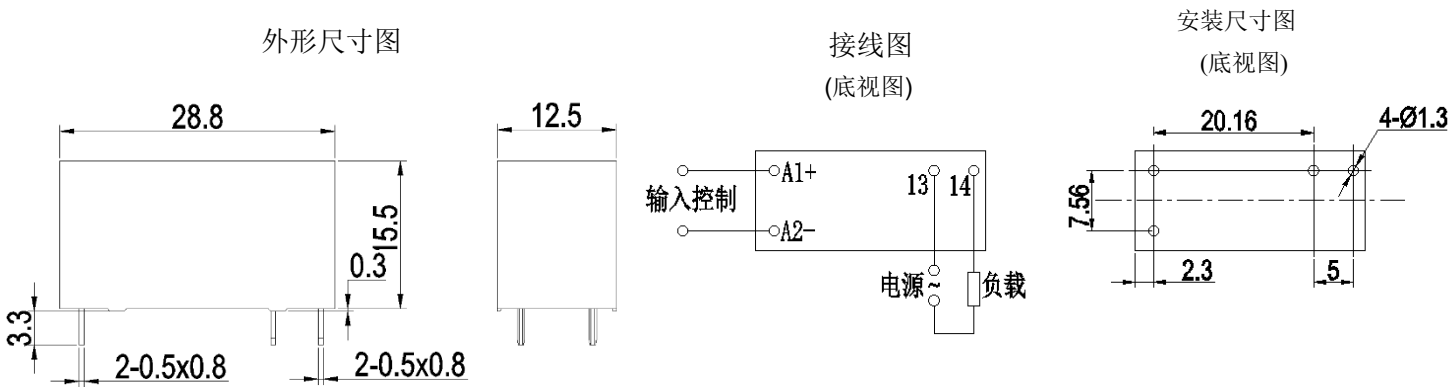 外形尺寸图
28.8
15.5
0.3
3.3
2-0.5x0.8
2-0.5x0.8
12.5
接线图
(底视图)
A1+
13
14
输入控制
A2-
电源
~
负载
安装尺寸图
(底视图)
20.16
4-Ø1.3
7.56
2.3
5